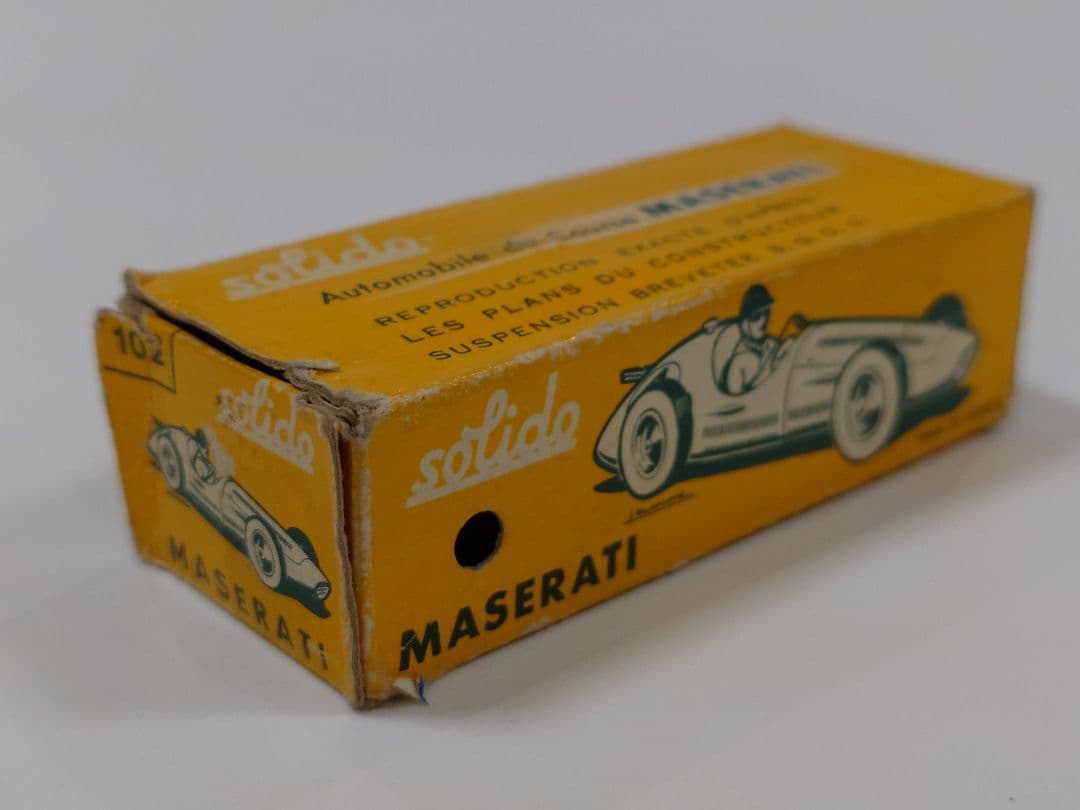 solido
Automobile de Course MASERATI
REPRODUCTION EXACTE D'APRÈS
LES PLANS DU CONSTRUCTEUR
SUSPENSION BREVETÉE S.G.D.G.
102
solido
MASERATI
solido
MASERATI